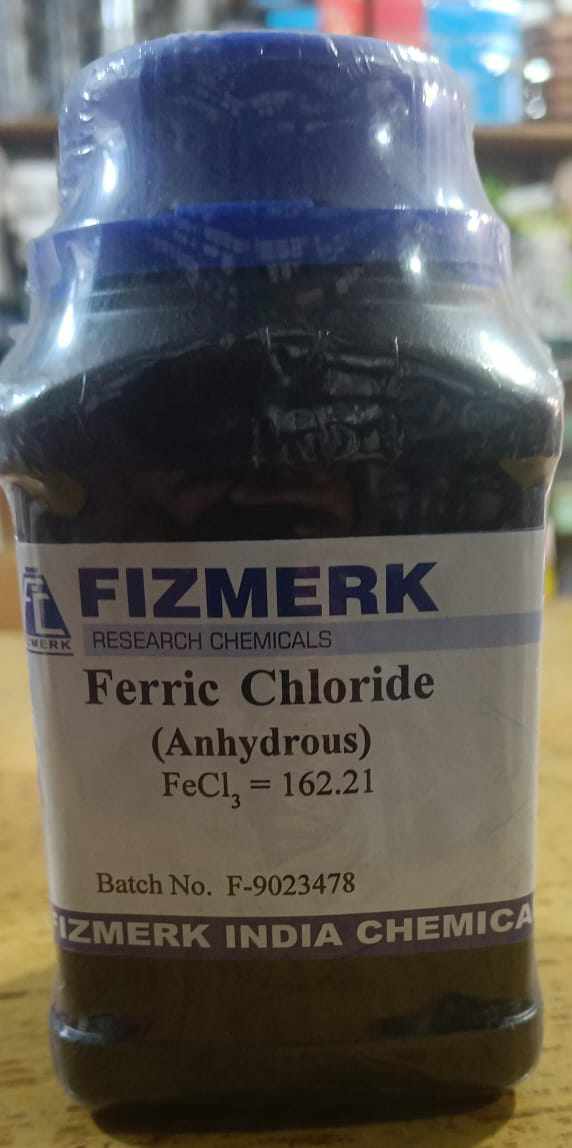 FIZMERK
RESEARCH CHEMICALS
Ferric Chloride
(Anhydrous)
FeCl₃ = 162.21
Batch No. F-9023478
FIZMERK INDIA CHEMICA